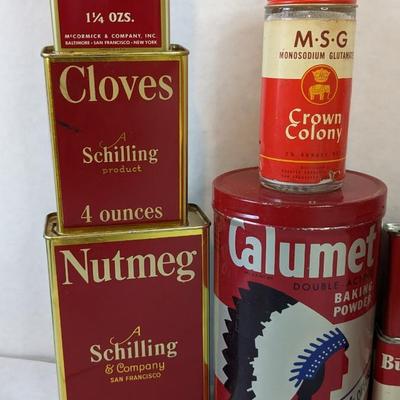 1¼ OZS.
McCORMICK & COMPANY, INC.
BALTIMORE · SAN FRANCISCO · NEW YORK
Cloves
A
Schilling
product
4 ounces
Nutmeg
A
Schilling
& Company
SAN FRANCISCO
M·S·G
MONOSODIUM GLUTAMATE
Crown
Colony
Calumet
DOUBLE-ACTING
BAKING
POWDER